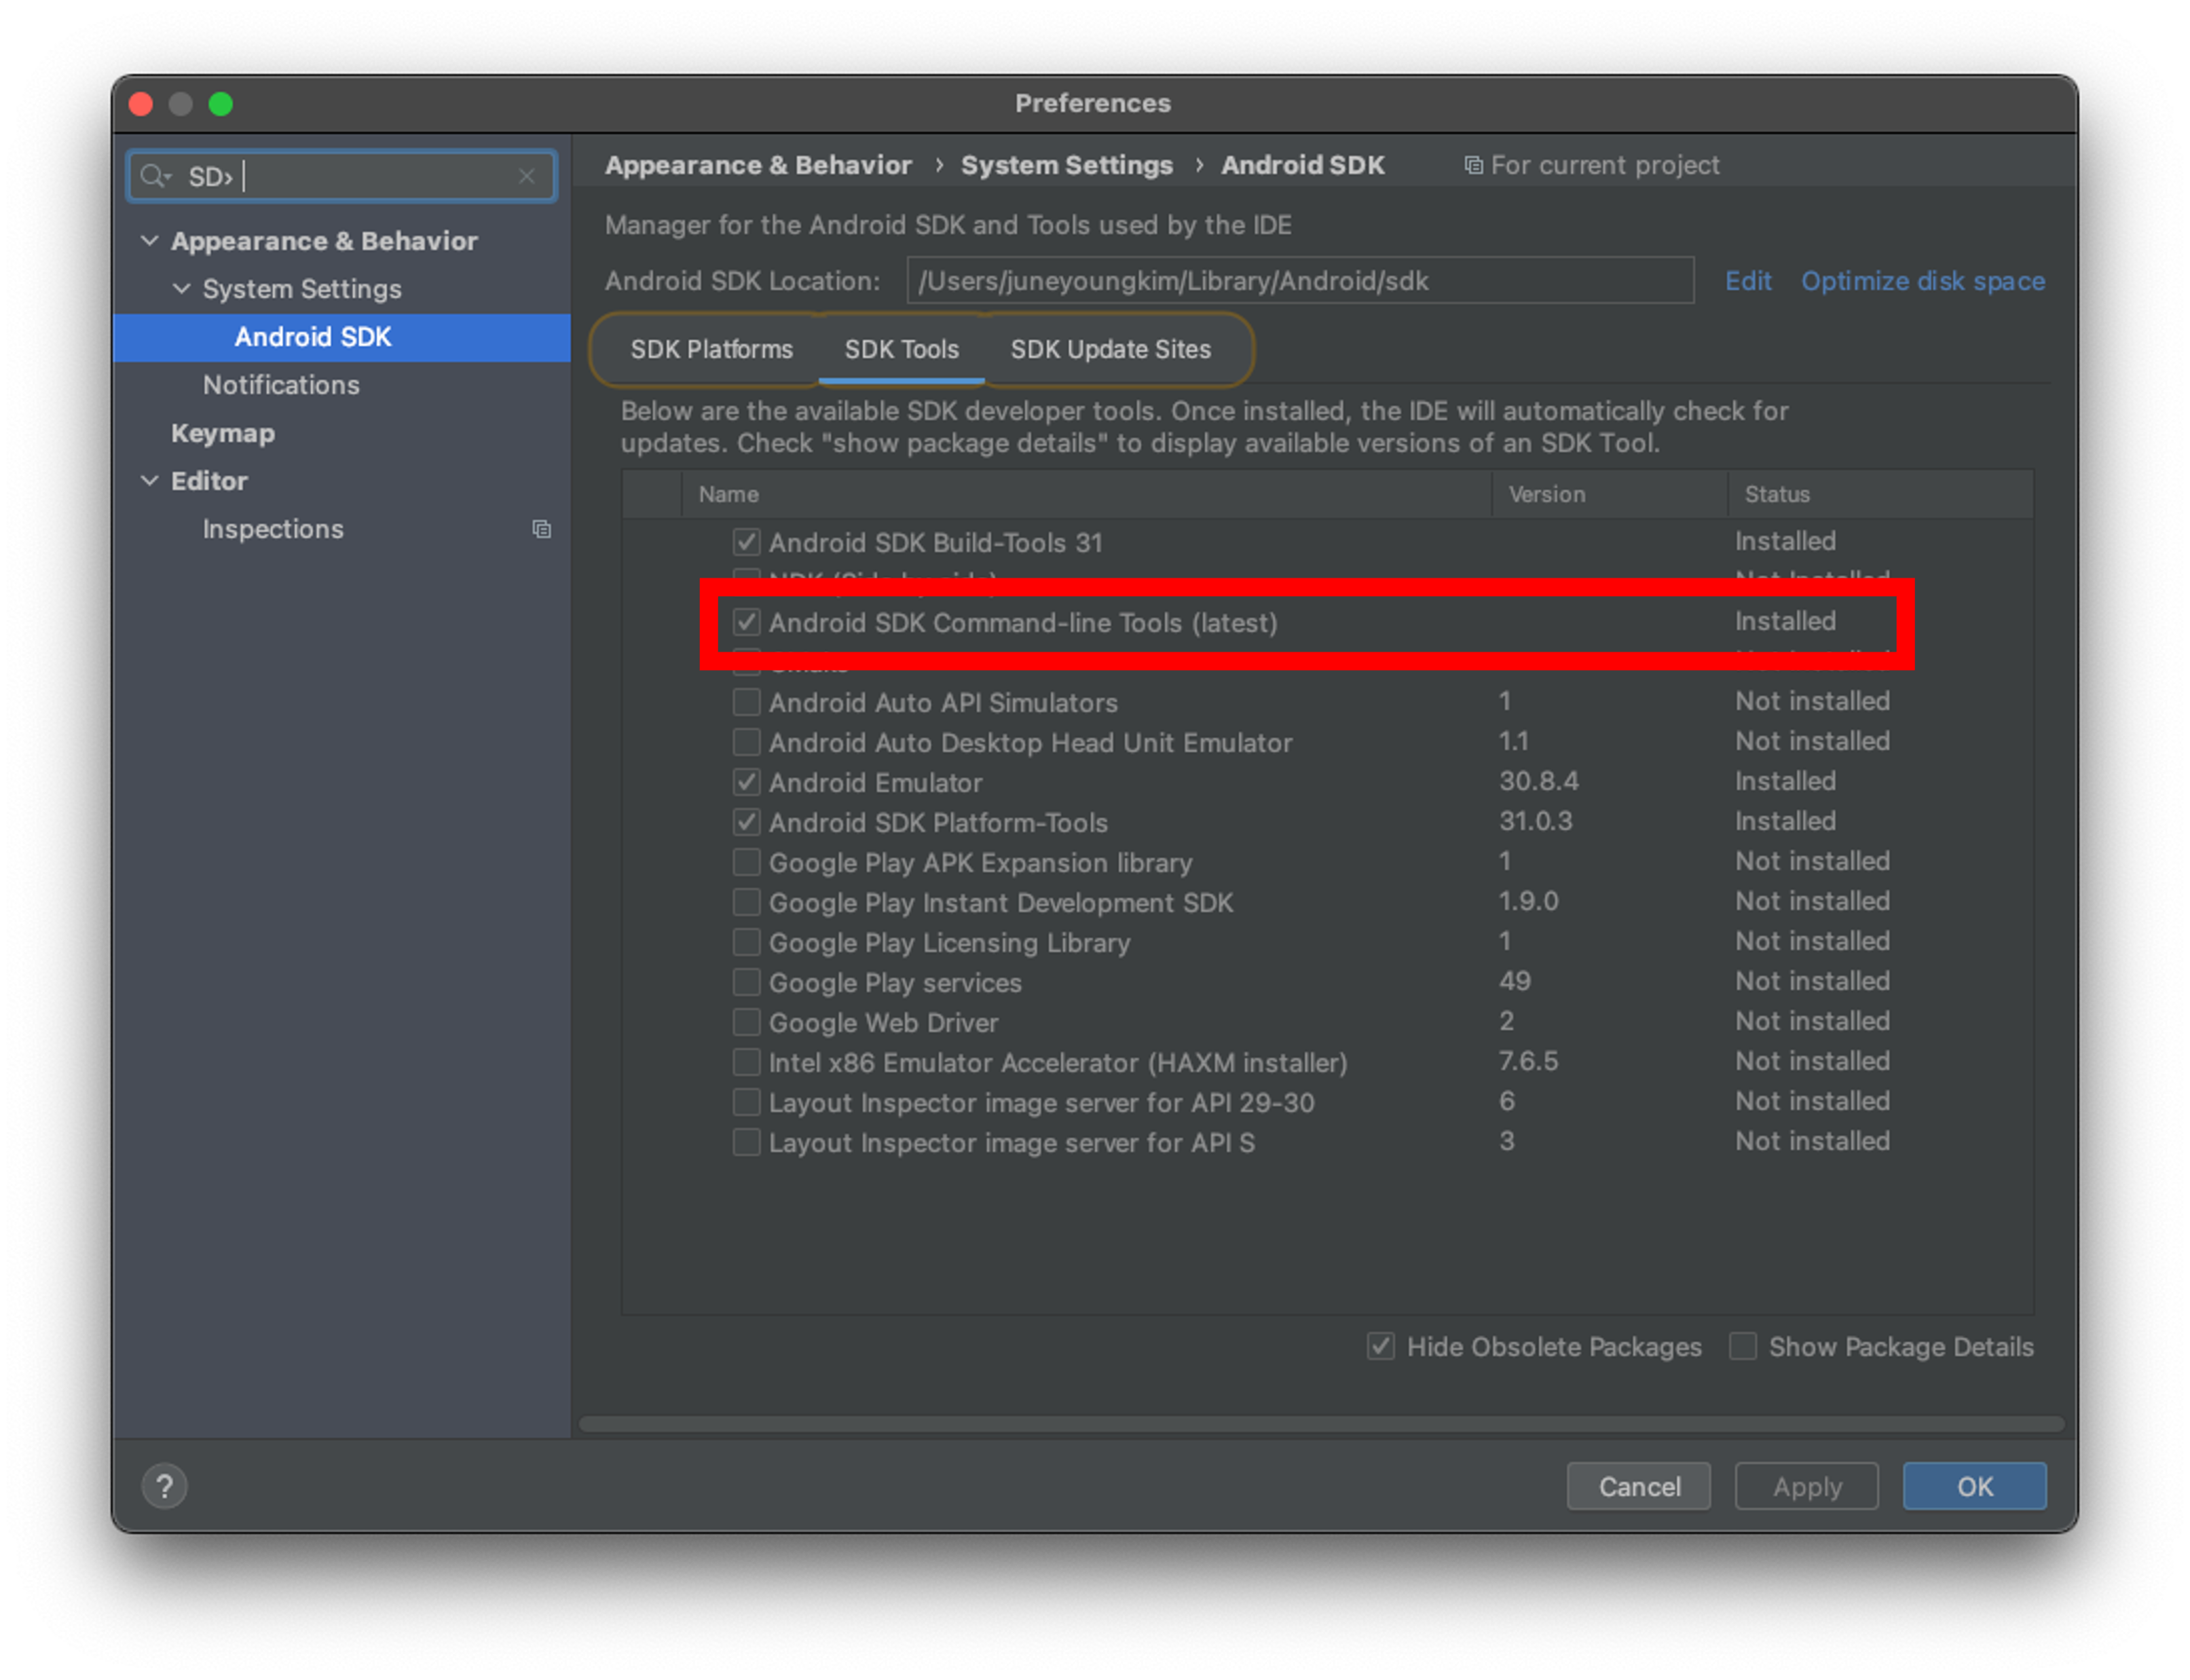 Preferences
SD›
Appearance & Behavior
System Settings
Android SDK
Notifications
Keymap
Editor
Inspections
Appearance & Behavior › System Settings › Android SDK For current project
Manager for the Android SDK and Tools used by the IDE
Android SDK Location: /Users/juneyoungkim/Library/Android/sdk Edit Optimize disk space
SDK Platforms SDK Tools SDK Update Sites
Below are the available SDK developer tools. Once installed, the IDE will automatically check for
updates. Check "show package details" to display available versions of an SDK Tool.
Name Version Status
Android SDK Build-Tools 31 Installed
NDK (Side by side) Not Installed
Android SDK Command-line Tools (latest) Installed
Android Auto API Simulators 1 Not installed
Android Auto Desktop Head Unit Emulator 1.1 Not installed
Android Emulator 30.8.4 Installed
Android SDK Platform-Tools 31.0.3 Installed
Google Play APK Expansion library 1 Not installed
Google Play Instant Development SDK 1.9.0 Not installed
Google Play Licensing Library 1 Not installed
Google Play services 49 Not installed
Google Web Driver 2 Not installed
Intel x86 Emulator Accelerator (HAXM installer) 7.6.5 Not installed
Layout Inspector image server for API 29-30 6 Not installed
Layout Inspector image server for API S 3 Not installed
Hide Obsolete Packages Show Package Details
? Cancel Apply OK